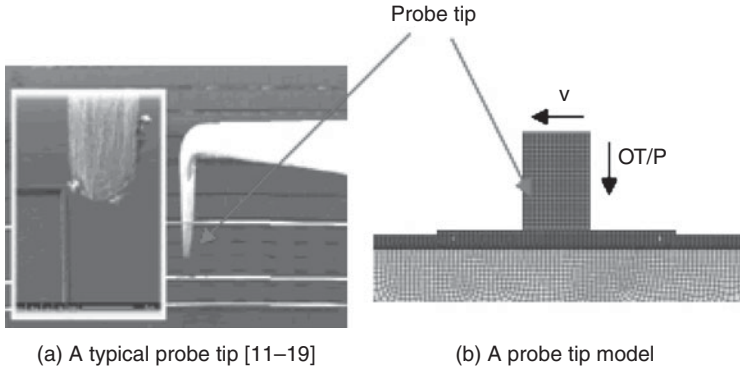 Probe tip
v
OT/P
(a) A typical probe tip [11–19]
(b) A probe tip model